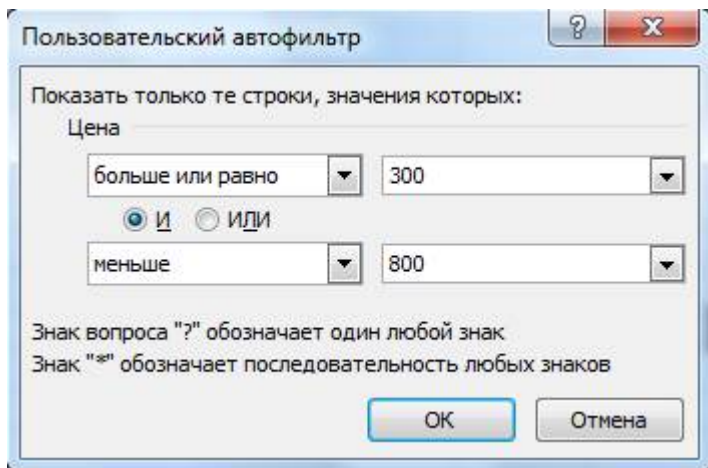 Пользовательский автофильтр
?
Показать только те строки, значения которых:
Цена
больше или равно 300
И ИЛИ
меньше 800
Знак вопроса "?" обозначает один любой знак
Знак "*" обозначает последовательность любых знаков
ОК Отмена